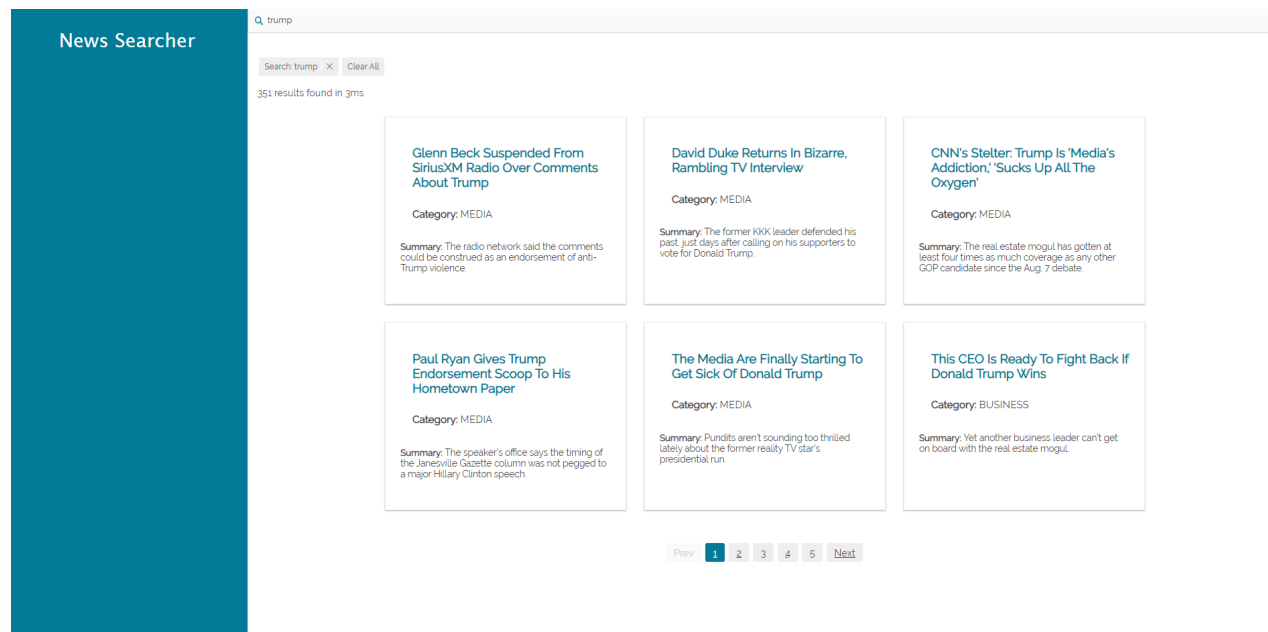 News Searcher
trump
Search: trump × Clear All
351 results found in 3ms
Glenn Beck Suspended From
SiriusXM Radio Over Comments
About Trump
Category: MEDIA
Summary: The radio network said the comments
could be construed as an endorsement of anti-
Trump violence.
David Duke Returns In Bizarre,
Rambling TV Interview
Category: MEDIA
Summary: The former KKK leader defended his
past, just days after calling on his supporters to
vote for Donald Trump.
CNN's Stelter: Trump Is 'Media's
Addiction,' 'Sucks Up All The
Oxygen'
Category: MEDIA
Summary: The real estate mogul has gotten at
least four times as much coverage as any other
GOP candidate since the Aug. 7 debate.
Paul Ryan Gives Trump
Endorsement Scoop To His
Hometown Paper
Category: MEDIA
Summary: The speaker's office says the timing of
the Janesville Gazette column was not pegged to
a major Hillary Clinton speech.
The Media Are Finally Starting To
Get Sick Of Donald Trump
Category: MEDIA
Summary: Pundits aren't sounding too thrilled
lately about the former reality TV star's
presidential run.
This CEO Is Ready To Fight Back If
Donald Trump Wins
Category: BUSINESS
Summary: Yet another business leader can't get
on board with the real estate mogul.
Prev 1 2 3 4 5 Next